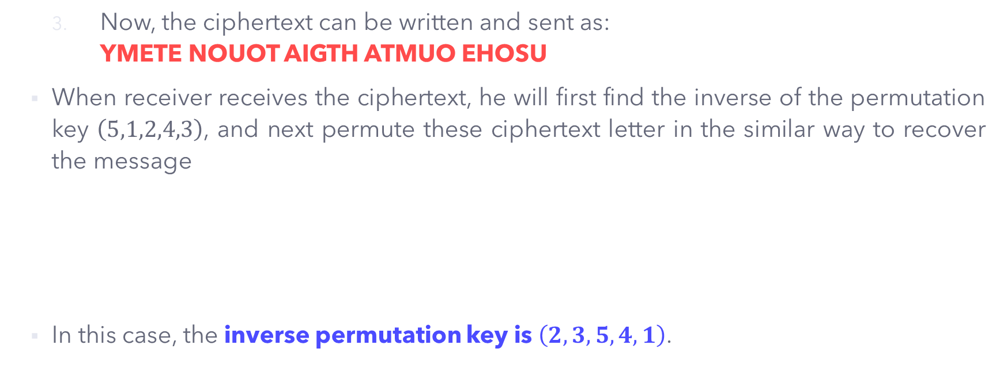 3. Now, the ciphertext can be written and sent as:
YMETE NOUOT AIGTH ATMUO EHOSU
▪ When receiver receives the ciphertext, he will first find the inverse of the permutation
key (5,1,2,4,3), and next permute these ciphertext letter in the similar way to recover
the message
▪ In this case, the inverse permutation key is (2, 3, 5, 4, 1).